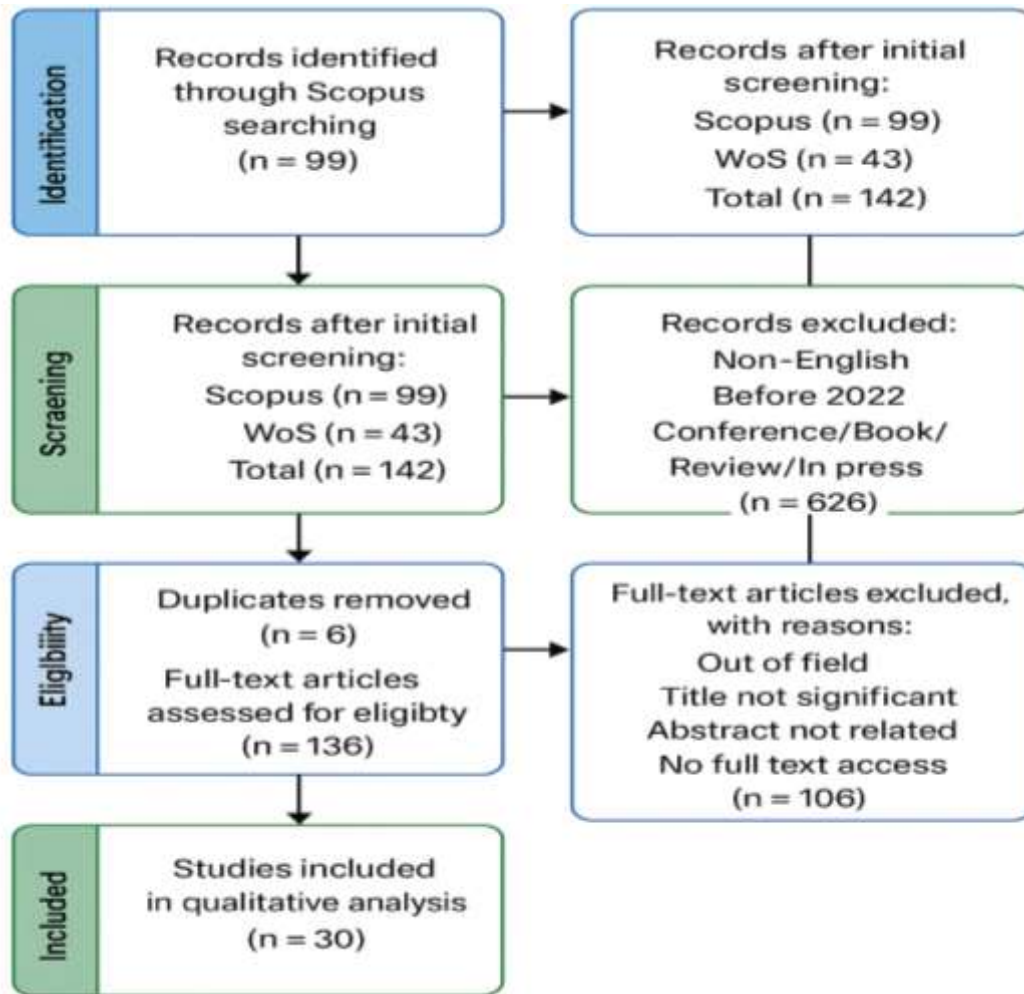 Identification
Records identified
through Scopus
searching
(n = 99)
Records after initial
screening:
Scopus (n = 99)
WoS (n = 43)
Total (n = 142)
Scraening
Records after initial
screening:
Scopus (n = 99)
WoS (n = 43)
Total (n = 142)
Records excluded:
Non-English
Before 2022
Conference/Book/
Review/In press
(n = 626)
Eliglbiiity
Duplicates removed
(n = 6)
Full-text articles
assessed for eligibty
(n = 136)
Full-text articles excluded,
with reasons:
Out of field
Title not significant
Abstract not related
No full text access
(n = 106)
Included
Studies included
in qualitative analysis
(n = 30)